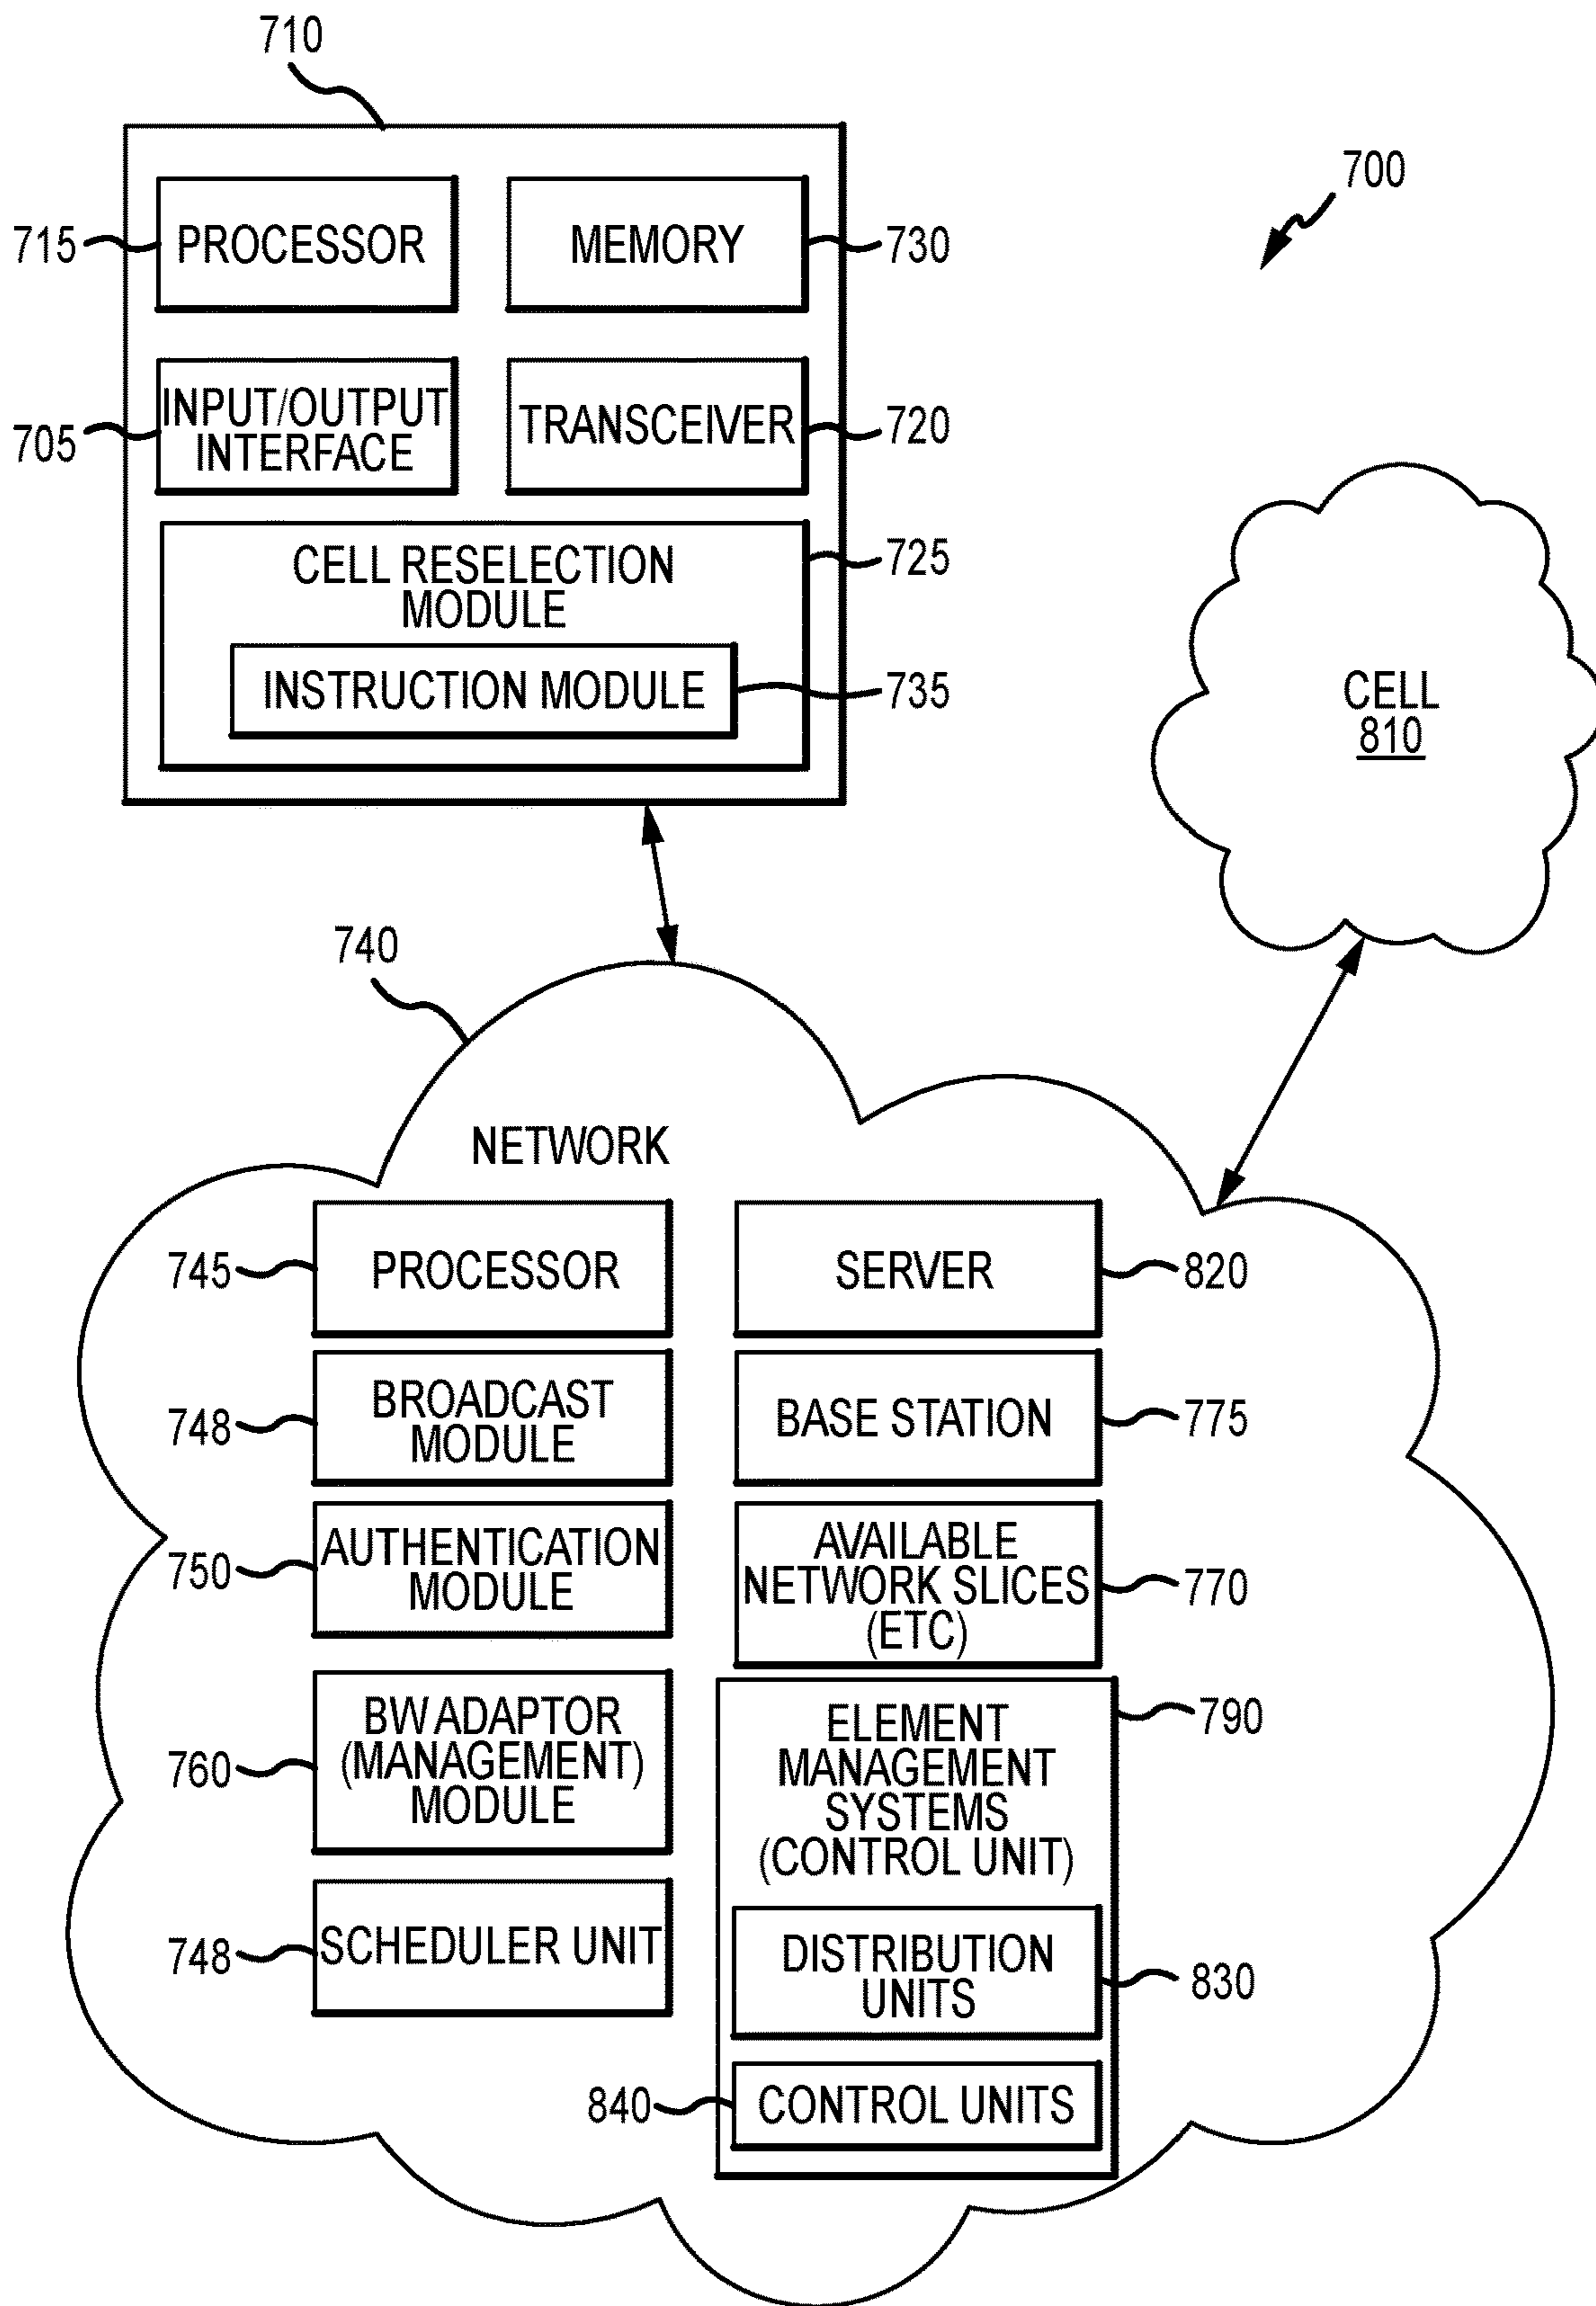 710
700
715
PROCESSOR
MEMORY
730
705
INPUT/OUTPUT
INTERFACE
TRANSCEIVER
720
CELL RESELECTION
MODULE
725
INSTRUCTION MODULE
735
CELL
810
740
NETWORK
745
PROCESSOR
SERVER
820
748
BROADCAST
MODULE
BASE STATION
775
750
AUTHENTICATION
MODULE
AVAILABLE
NETWORK SLICES
(ETC)
770
760
BW ADAPTOR
(MANAGEMENT)
MODULE
ELEMENT
MANAGEMENT
SYSTEMS
(CONTROL UNIT)
790
748
SCHEDULER UNIT
DISTRIBUTION
UNITS
830
840
CONTROL UNITS